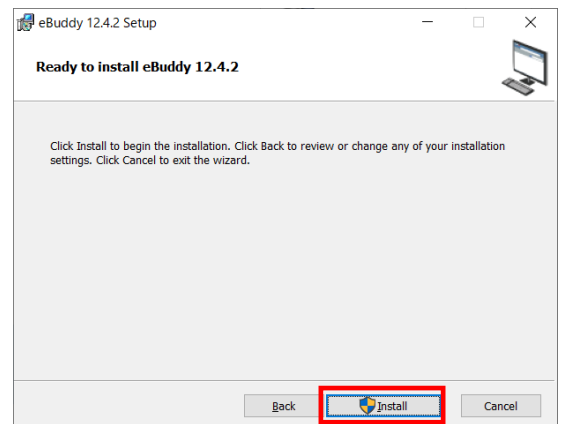 eBuddy 12.4.2 Setup
Ready to install eBuddy 12.4.2
Click Install to begin the installation. Click Back to review or change any of your installation
settings. Click Cancel to exit the wizard.
Back Install Cancel